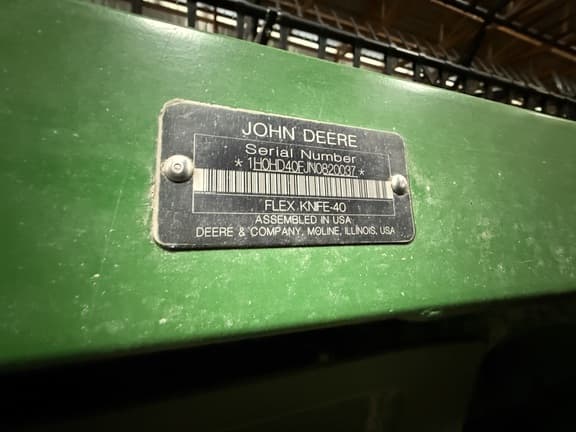 JOHN DEERE
Serial Number
*1H0HD40FJN0820037*
FLEX KNIFE-40
ASSEMBLED IN USA
DEERE & COMPANY, MOLINE, ILLINOIS, USA